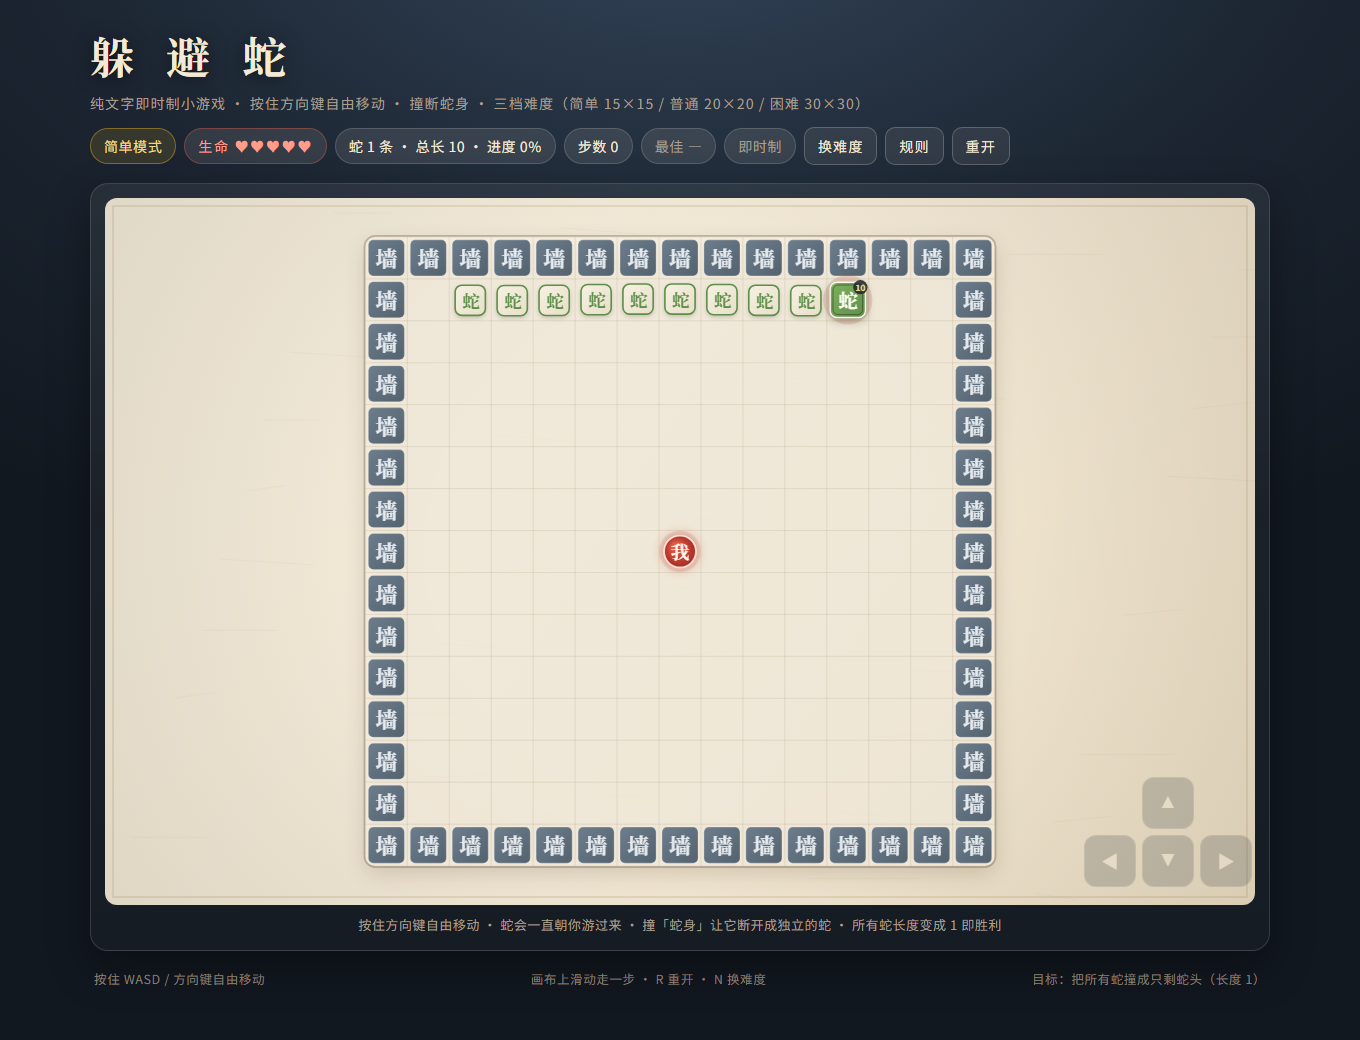 躲避蛇
纯文字即时制小游戏 · 按住方向键自由移动 · 撞断蛇身 · 三档难度（简单 15×15 / 普通 20×20 / 困难 30×30）
简单模式 生命 ♥♥♥♥♥ 蛇 1 条 · 总长 10 · 进度 0% 步数 0 最佳 — 即时制 换难度 规则 重开
墙 墙 墙 墙 墙 墙 墙 墙 墙 墙 墙 墙 墙 墙 墙
墙 蛇 蛇 蛇 蛇 蛇 蛇 蛇 蛇 蛇 蛇 10 墙
墙 墙
墙 墙
墙 墙
墙 墙
墙 墙
墙 我 墙
墙 墙
墙 墙
墙 墙
墙 墙
墙 墙
墙 墙
墙 墙 墙 墙 墙 墙 墙 墙 墙 墙 墙 墙 墙 墙 墙
▲
◀ ▼ ▶
按住方向键自由移动 · 蛇会一直朝你游过来 · 撞「蛇身」让它断开成独立的蛇 · 所有蛇长度变成 1 即胜利
按住 WASD / 方向键自由移动 画布上滑动走一步 · R 重开 · N 换难度 目标：把所有蛇撞成只剩蛇头（长度 1）